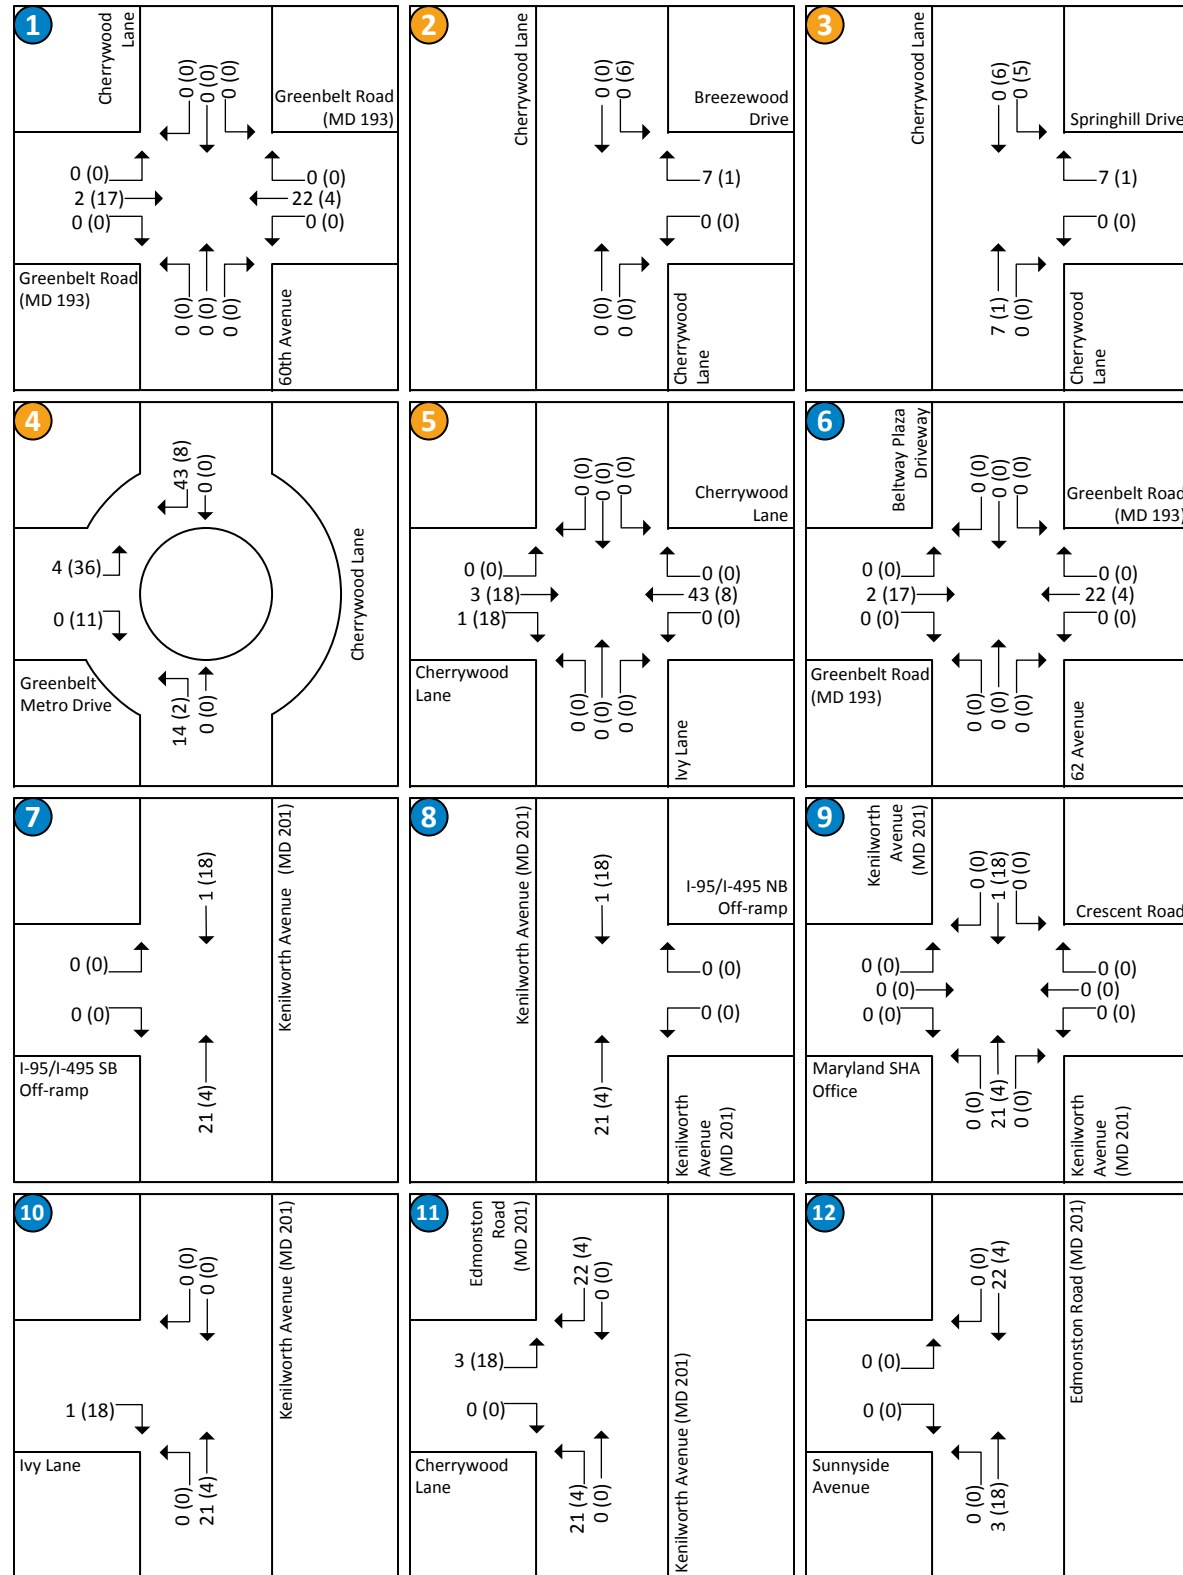 1
Cherrywood
Lane
0 (0)
0 (0)
0 (0)
Greenbelt Road
(MD 193)
0 (0)
2 (17)
0 (0)
0 (0)
22 (4)
0 (0)
Greenbelt Road
(MD 193)
0 (0)
0 (0)
0 (0)
60th Avenue
2
Cherrywood Lane
0 (0)
0 (6)
Breezewood
Drive
7 (1)
0 (0)
0 (0)
0 (0)
Cherrywood
Lane
3
Cherrywood Lane
0 (6)
0 (5)
Springhill Drive
7 (1)
0 (0)
7 (1)
0 (0)
Cherrywood
Lane
4
43 (8)
0 (0)
4 (36)
0 (11)
Cherrywood Lane
Greenbelt
Metro Drive
14 (2)
0 (0)
5
0 (0)
0 (0)
0 (0)
Cherrywood
Lane
0 (0)
3 (18)
1 (18)
0 (0)
43 (8)
0 (0)
Cherrywood
Lane
0 (0)
0 (0)
0 (0)
Ivy Lane
6
Beltway Plaza
Driveway
0 (0)
0 (0)
0 (0)
Greenbelt Road
(MD 193)
0 (0)
2 (17)
0 (0)
0 (0)
22 (4)
0 (0)
Greenbelt Road
(MD 193)
0 (0)
0 (0)
0 (0)
62 Avenue
7
1 (18)
Kenilworth Avenue (MD 201)
0 (0)
0 (0)
I-95/I-495 SB
Off-ramp
21 (4)
8
Kenilworth Avenue (MD 201)
1 (18)
I-95/I-495 NB
Off-ramp
0 (0)
0 (0)
21 (4)
Kenilworth
Avenue
(MD 201)
9
Kenilworth
Avenue
(MD 201)
0 (0)
1 (18)
0 (0)
Crescent Road
0 (0)
0 (0)
0 (0)
0 (0)
0 (0)
0 (0)
Maryland SHA
Office
0 (0)
21 (4)
0 (0)
Kenilworth
Avenue
(MD 201)
10
0 (0)
0 (0)
Kenilworth Avenue (MD 201)
1 (18)
Ivy Lane
0 (0)
21 (4)
11
Edmonston
Road
(MD 201)
22 (4)
0 (0)
3 (18)
0 (0)
Cherrywood
Lane
21 (4)
0 (0)
Kenilworth Avenue (MD 201)
12
0 (0)
22 (4)
Edmonston Road (MD 201)
0 (0)
0 (0)
Sunnyside
Avenue
0 (0)
3 (18)